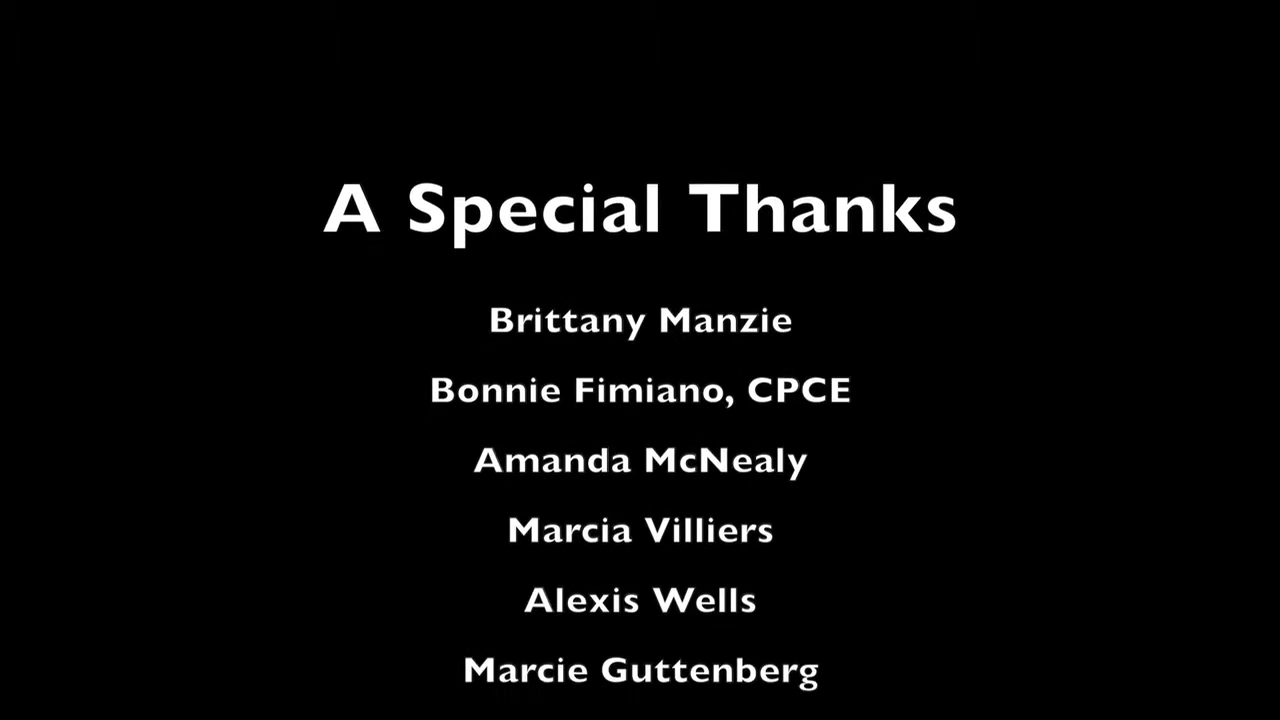 A Special Thanks
Brittany Manzie
Bonnie Fimiano, CPCE
Amanda McNealy
Marcia Villiers
Alexis Wells
Marcie Guttenberg